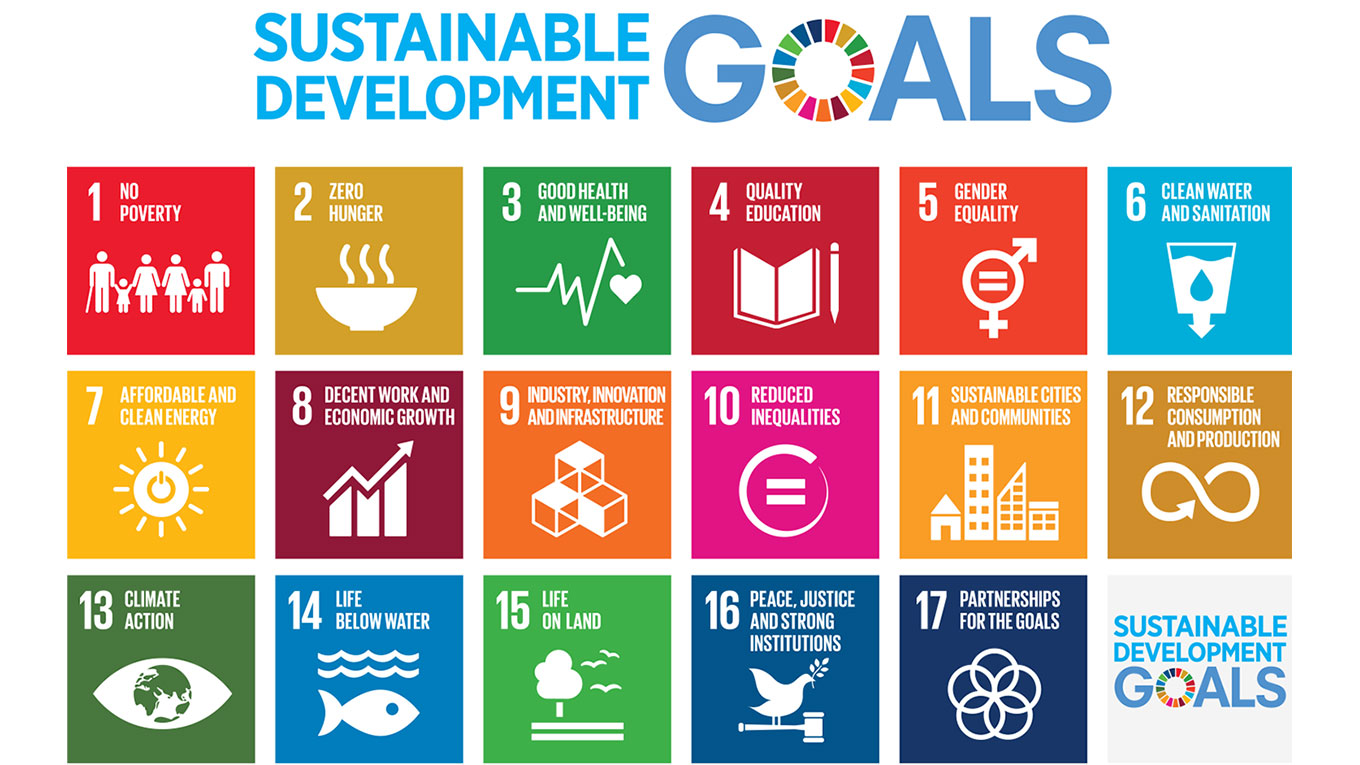 SUSTAINABLE
DEVELOPMENT
GOALS
1 NO
POVERTY
2 ZERO
HUNGER
3 GOOD HEALTH
AND WELL-BEING
4 QUALITY
EDUCATION
5 GENDER
EQUALITY
6 CLEAN WATER
AND SANITATION
7 AFFORDABLE AND
CLEAN ENERGY
8 DECENT WORK AND
ECONOMIC GROWTH
9 INDUSTRY, INNOVATION
AND INFRASTRUCTURE
10 REDUCED
INEQUALITIES
11 SUSTAINABLE CITIES
AND COMMUNITIES
12 RESPONSIBLE
CONSUMPTION
AND PRODUCTION
13 CLIMATE
ACTION
14 LIFE
BELOW WATER
15 LIFE
ON LAND
16 PEACE, JUSTICE
AND STRONG
INSTITUTIONS
17 PARTNERSHIPS
FOR THE GOALS
SUSTAINABLE
DEVELOPMENT
GOALS